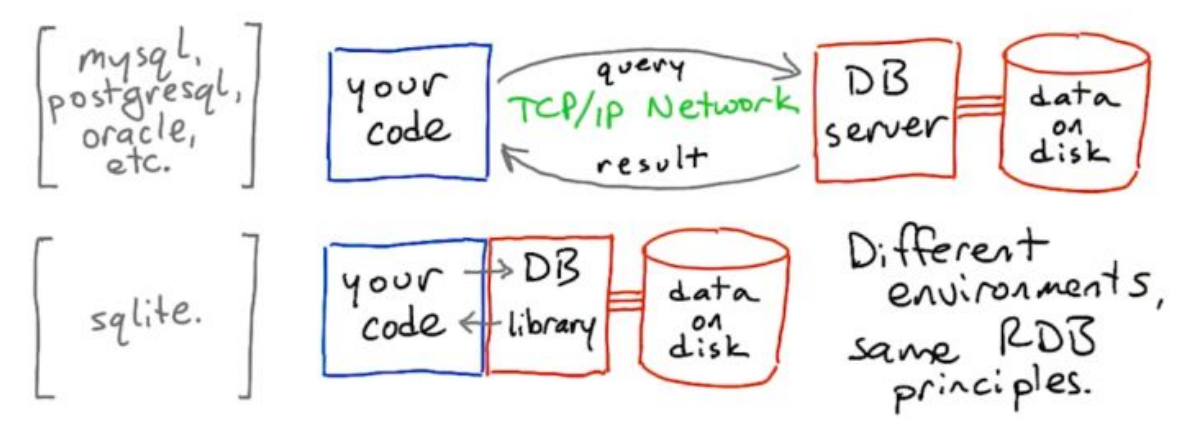 mysql,
postgresql,
oracle,
etc.
your
code
query
TCP/IP Network
result
DB
server
data
on
disk
sqlite.
your
code
DB
library
data
on
disk
Different
environments,
same RDB
principles.